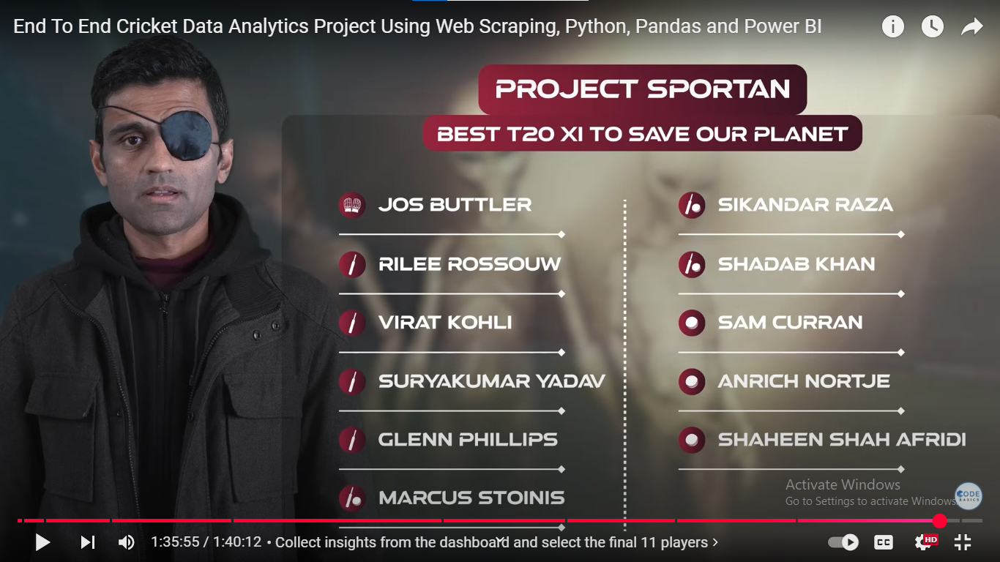 End To End Cricket Data Analytics Project Using Web Scraping, Python, Pandas and Power BI
PROJECT SPORTAN
BEST T20 XI TO SAVE OUR PLANET
JOS BUTTLER
RILEE ROSSOUW
VIRAT KOHLI
SURYAKUMAR YADAV
GLENN PHILLIPS
MARCUS STOINIS
SIKANDAR RAZA
SHADAB KHAN
SAM CURRAN
ANRICH NORTJE
SHAHEEN SHAH AFRIDI
Activate Windows
Go to Settings to activate Windows.
CODE
BASICS
1:35:55 / 1:40:12 • Collect insights from the dashboard and select the final 11 players
CC
HD